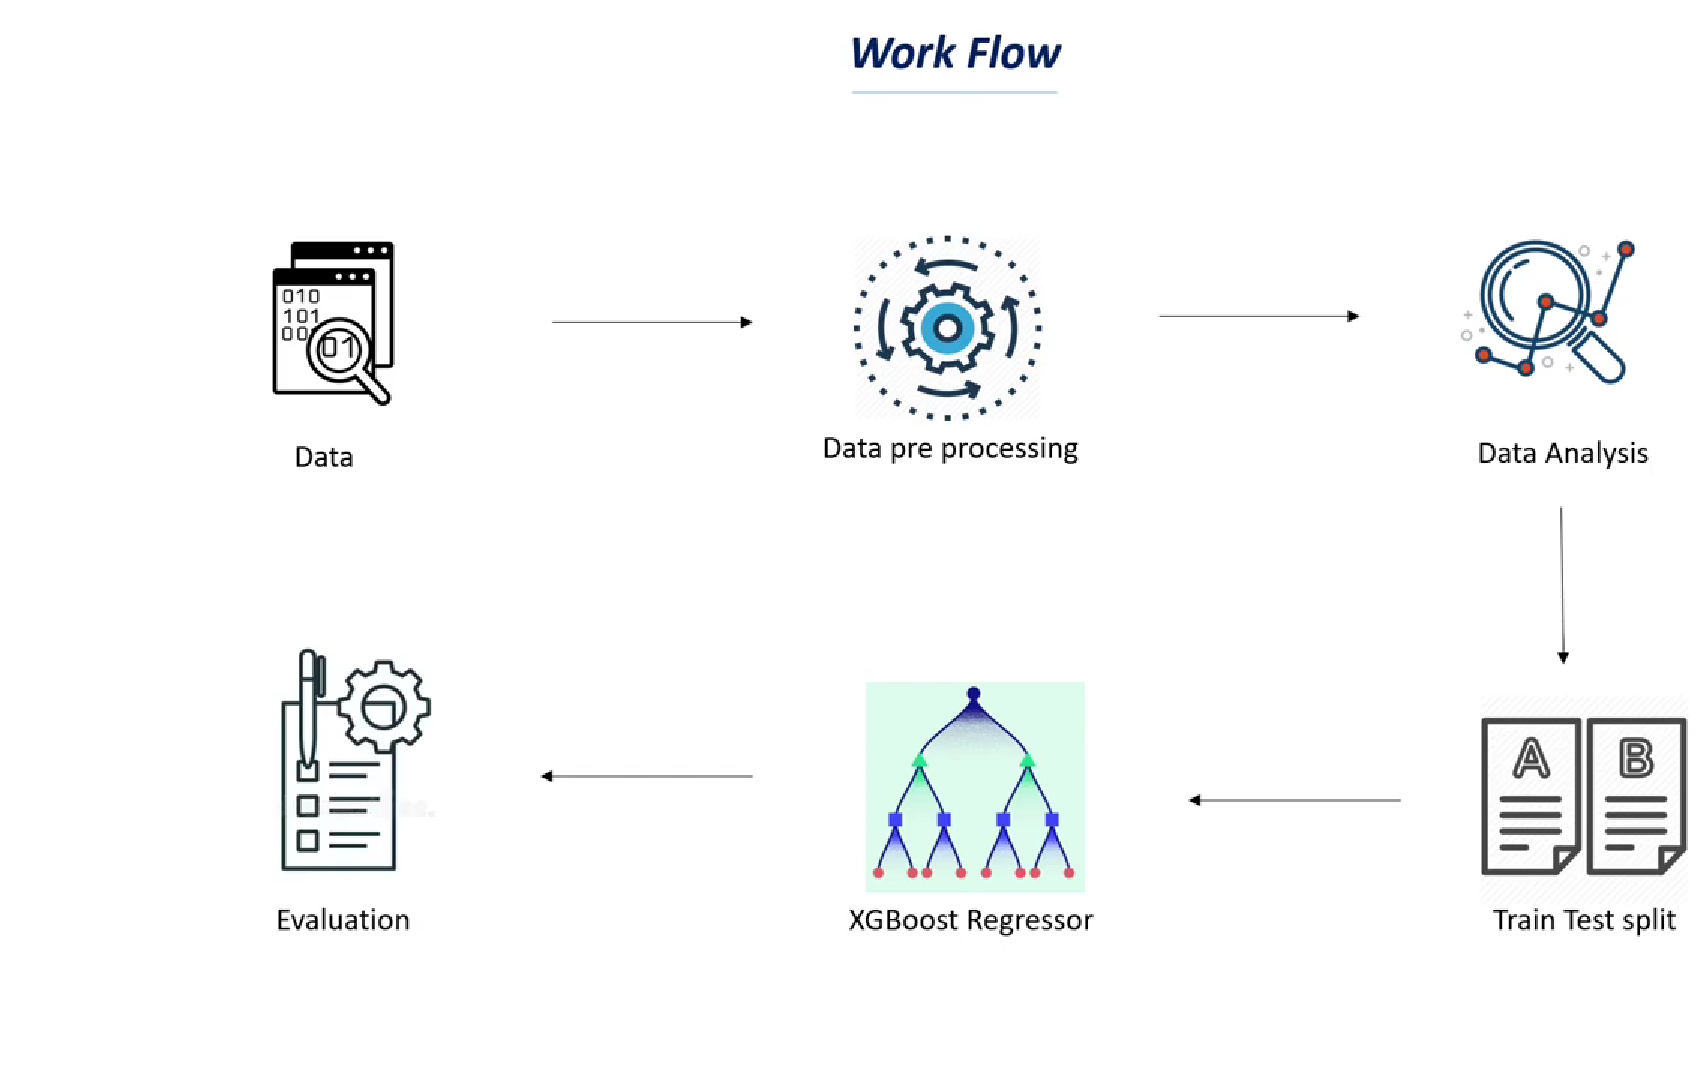 Work Flow
010
101
00
01
Data
Data pre processing
Data Analysis
A
B
Evaluation
XGBoost Regressor
Train Test split